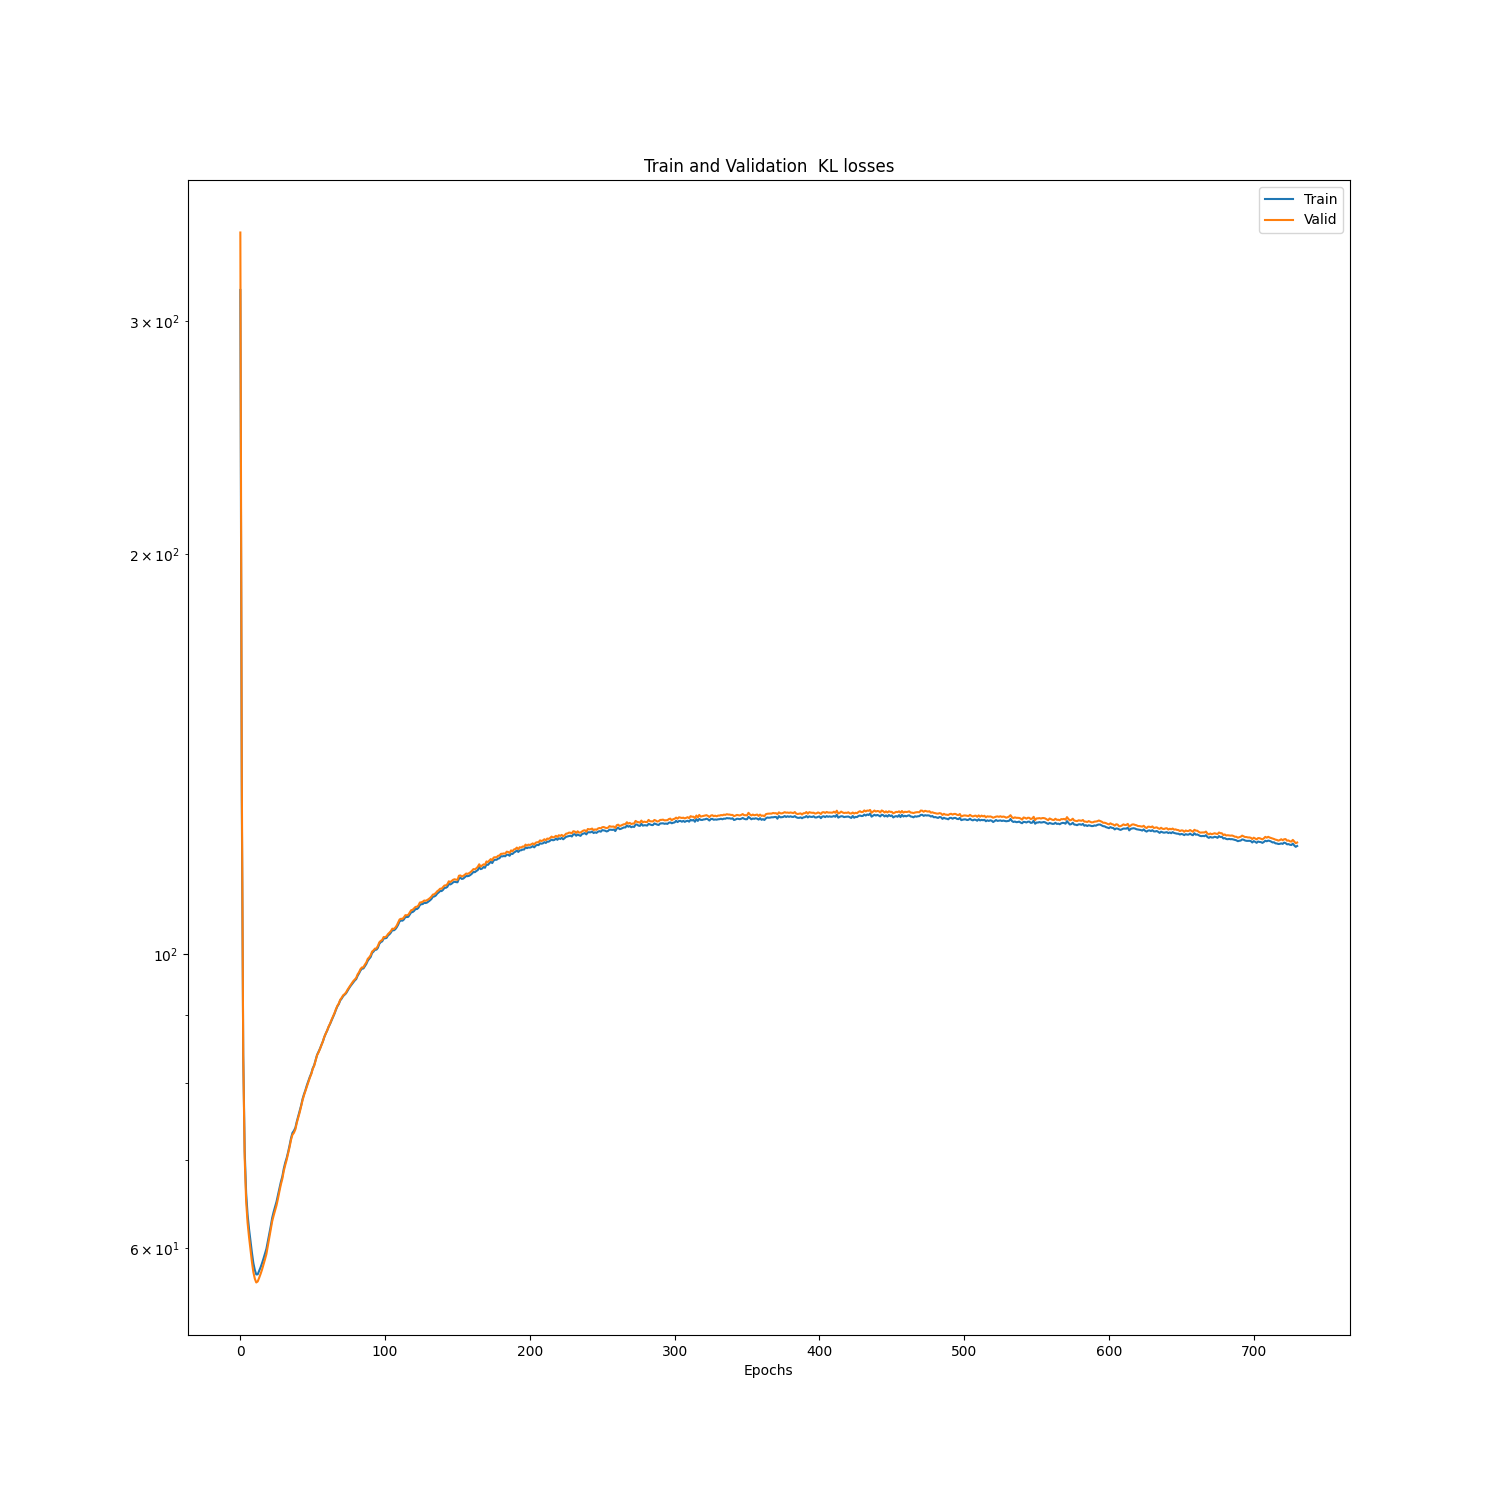 Train and Validation  KL losses
Train
Valid
3 × 10²
2 × 10²
10²
6 × 10¹
0 100 200 300 400 500 600 700
Epochs